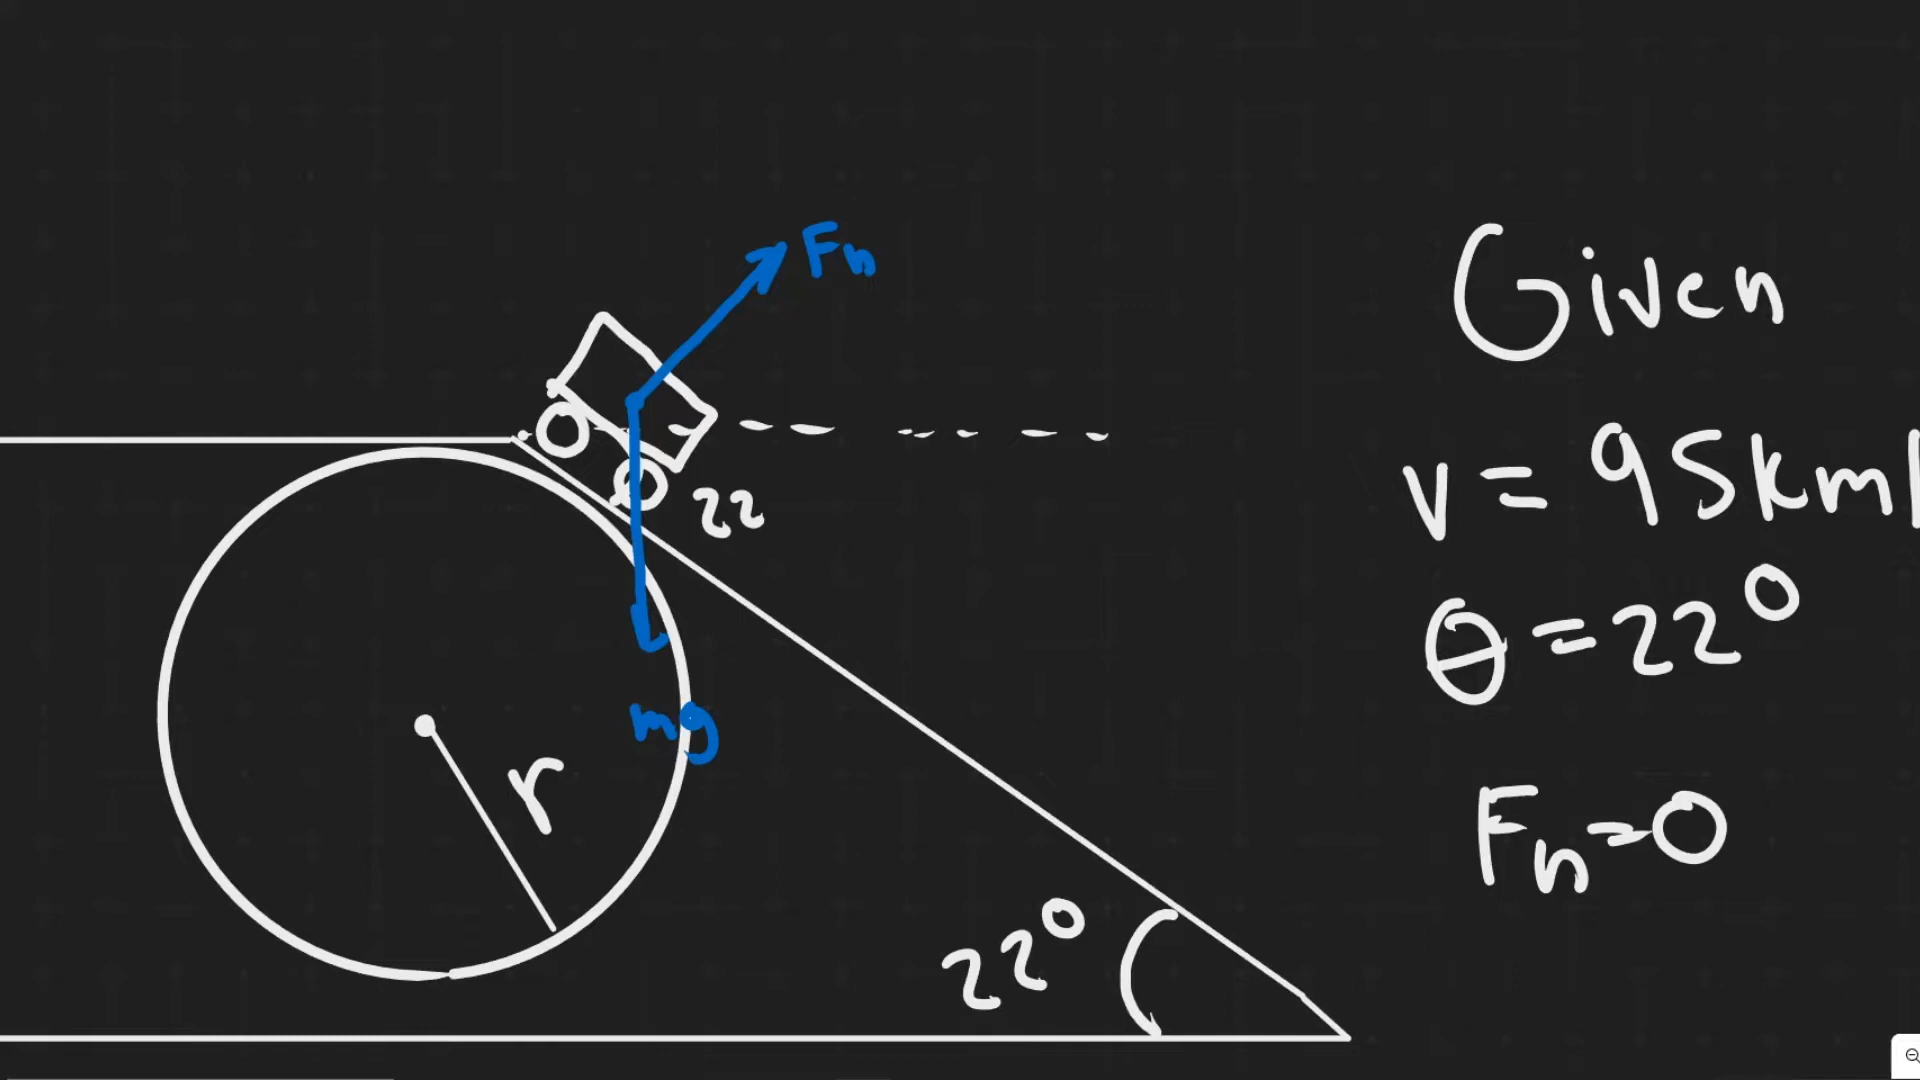 Fn
Given
22
v = 95km/
θ = 22°
mg
r
Fn=0
22°